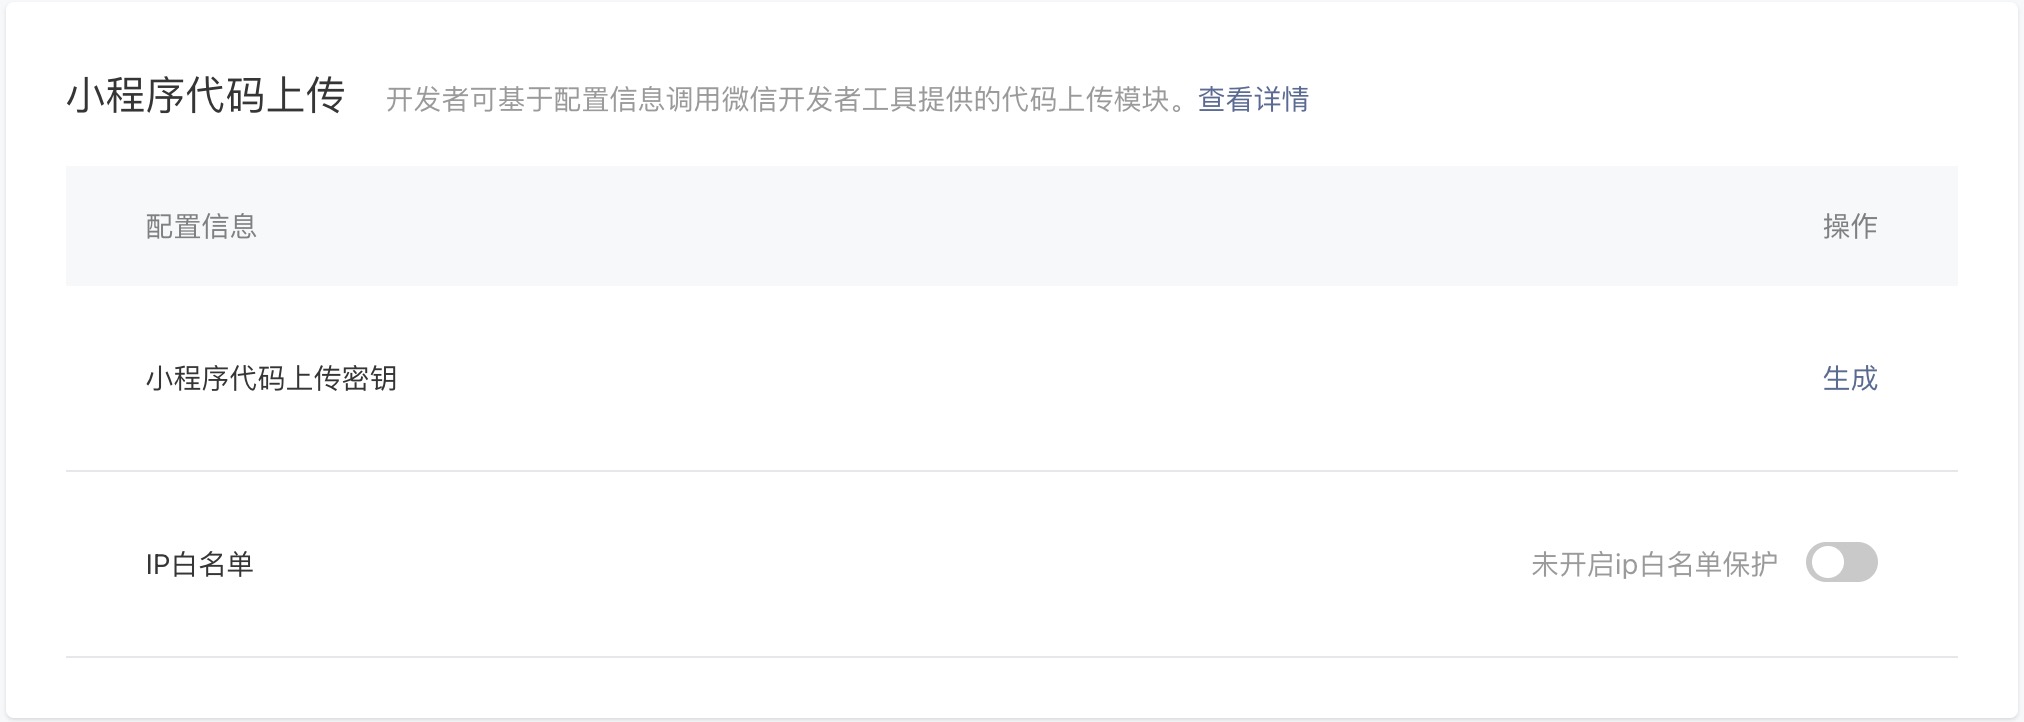 小程序代码上传 开发者可基于配置信息调用微信开发者工具提供的代码上传模块。查看详情
配置信息 操作
小程序代码上传密钥 生成
IP白名单 未开启ip白名单保护